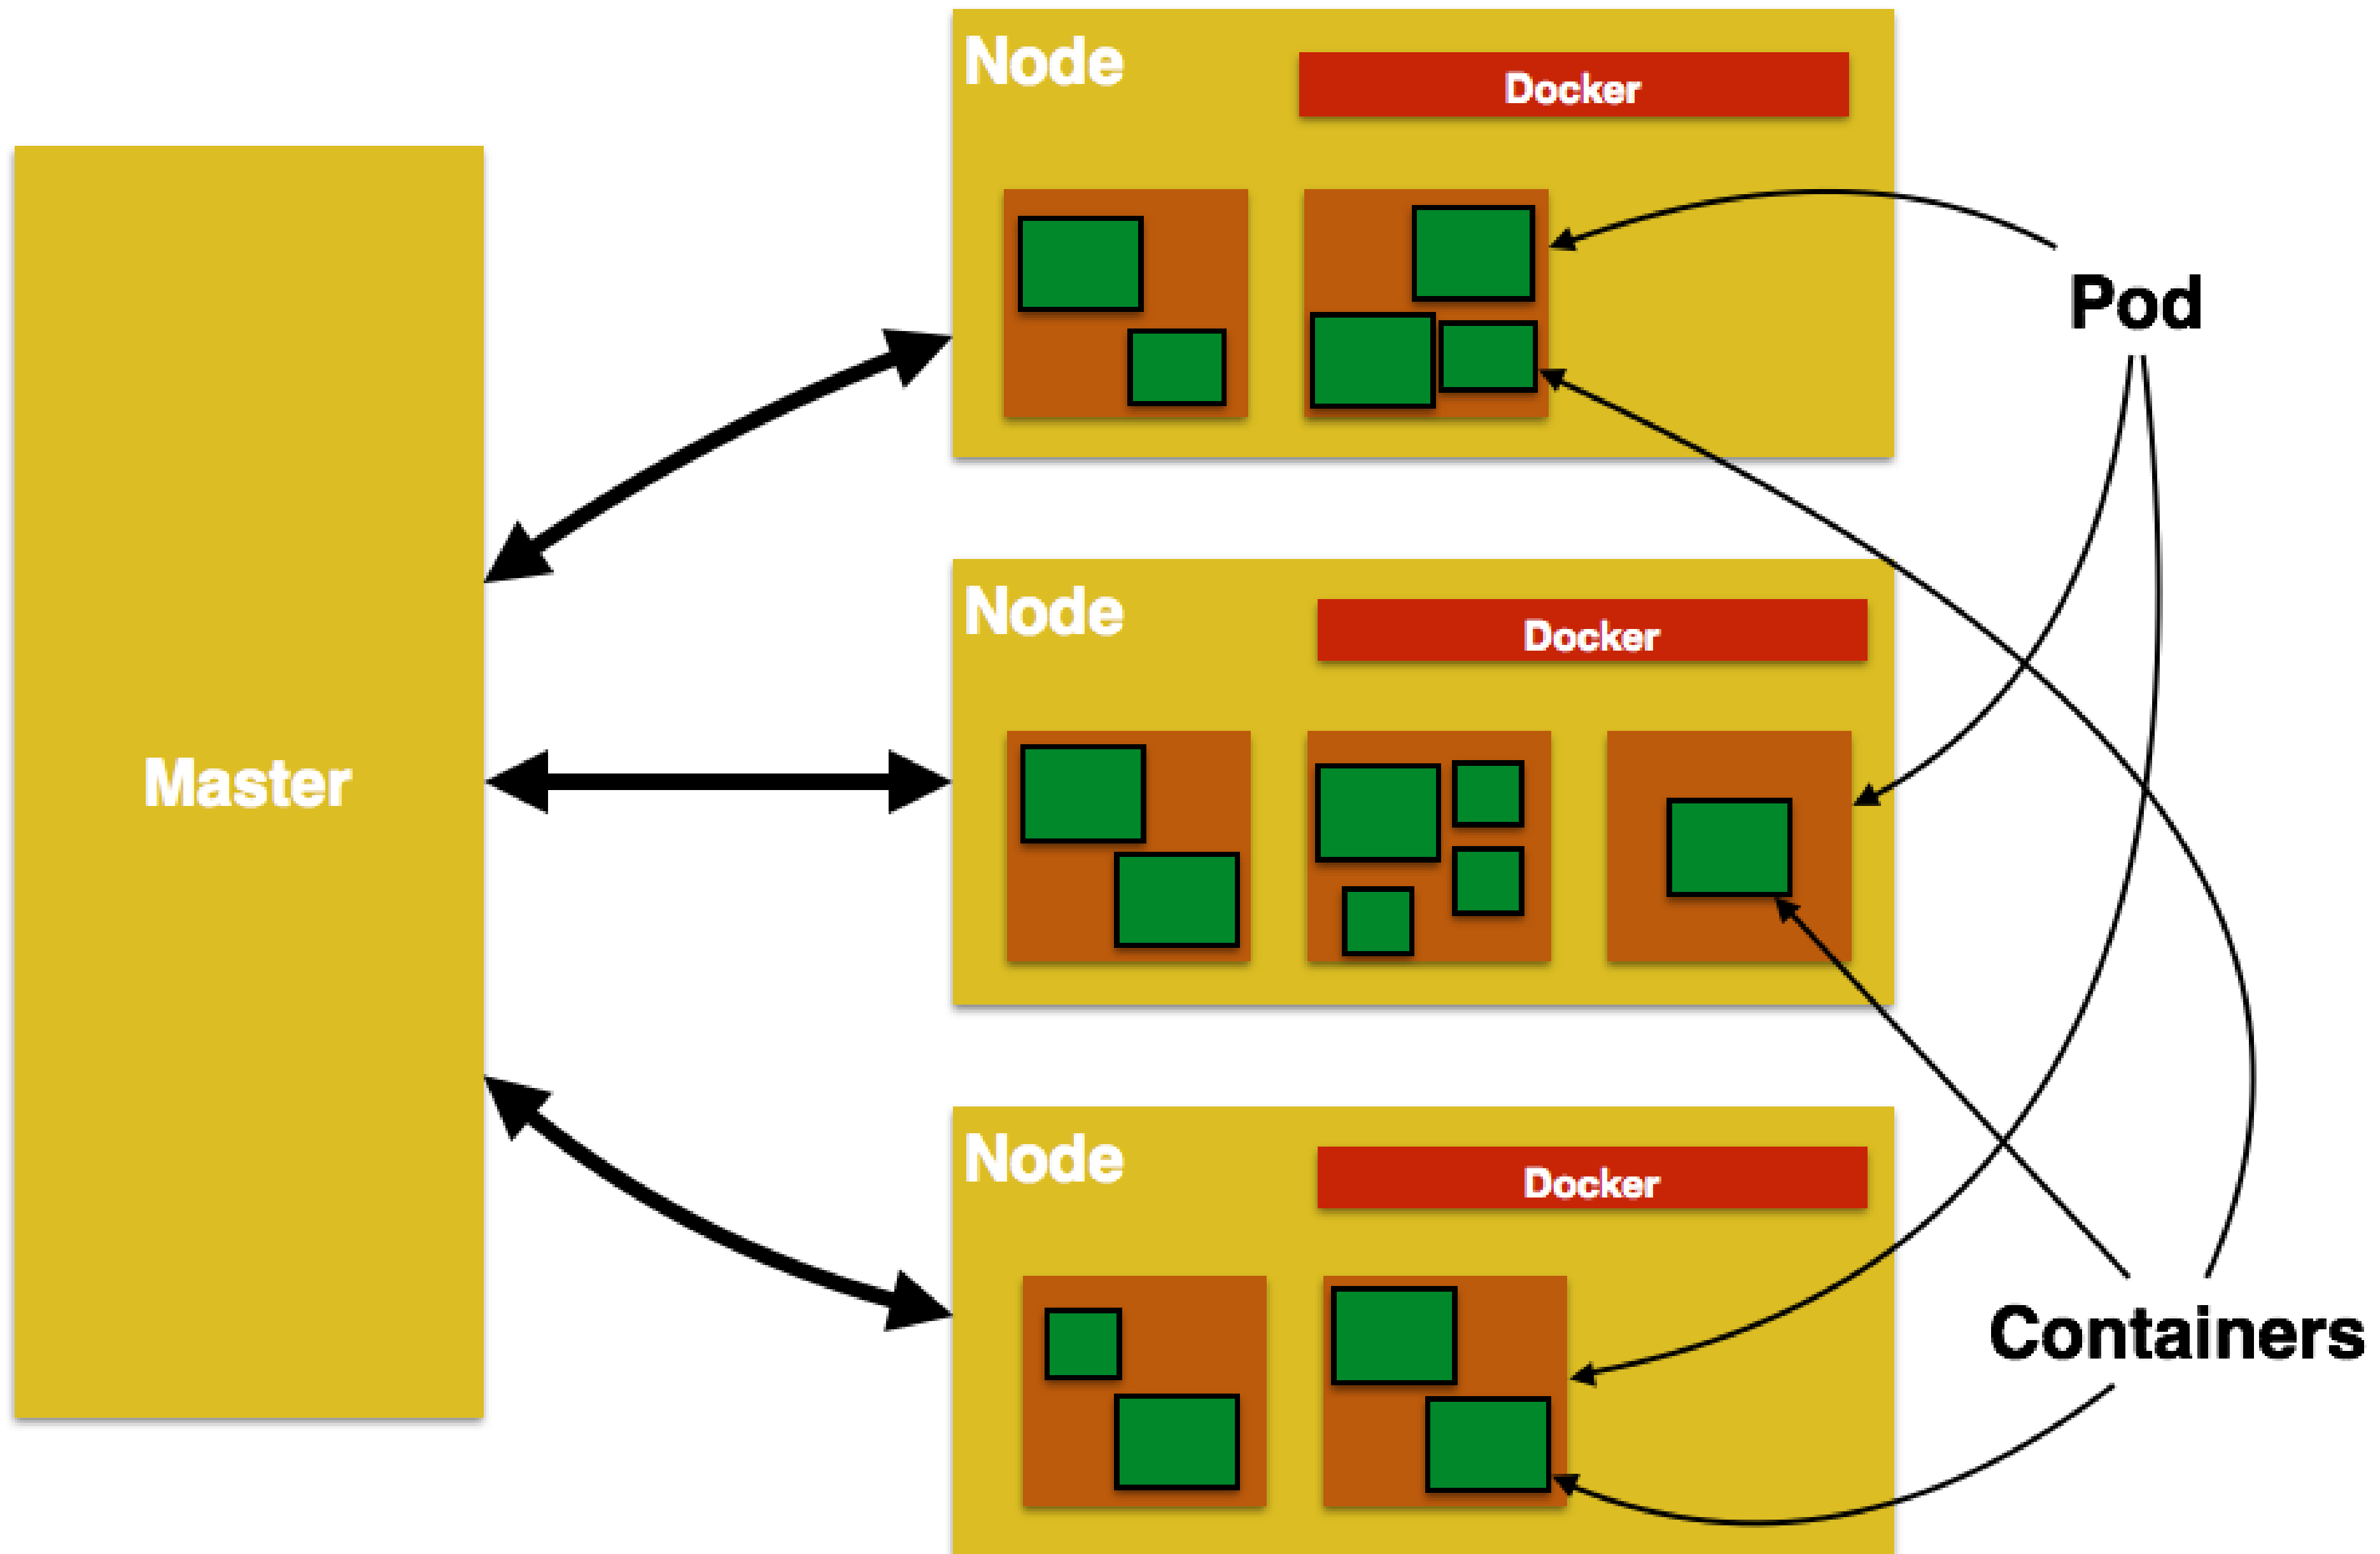 Node
Docker
Pod
Node
Docker
Master
Node
Docker
Containers